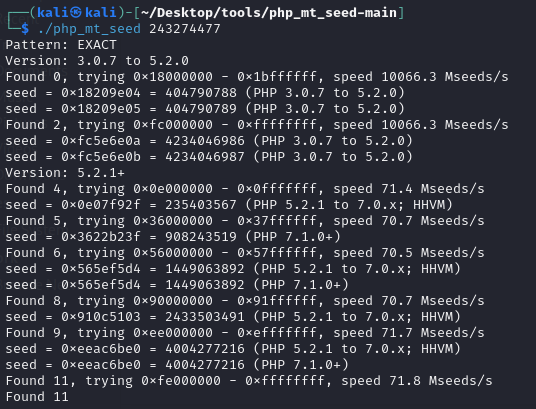 ┌──(kali㉿kali)-[~/Desktop/tools/php_mt_seed-main]
└─$ ./php_mt_seed 243274477
Pattern: EXACT
Version: 3.0.7 to 5.2.0
Found 0, trying 0×18000000 - 0×1bffffff, speed 10066.3 Mseeds/s
seed = 0×18209e04 = 404790788 (PHP 3.0.7 to 5.2.0)
seed = 0×18209e05 = 404790789 (PHP 3.0.7 to 5.2.0)
Found 2, trying 0×fc000000 - 0×ffffffff, speed 10066.3 Mseeds/s
seed = 0×fc5e6e0a = 4234046986 (PHP 3.0.7 to 5.2.0)
seed = 0×fc5e6e0b = 4234046987 (PHP 3.0.7 to 5.2.0)
Version: 5.2.1+
Found 4, trying 0×0e000000 - 0×0fffffff, speed 71.4 Mseeds/s
seed = 0×0e07f92f = 235403567 (PHP 5.2.1 to 7.0.x; HHVM)
Found 5, trying 0×36000000 - 0×37ffffff, speed 70.7 Mseeds/s
seed = 0×3622b23f = 908243519 (PHP 7.1.0+)
Found 6, trying 0×56000000 - 0×57ffffff, speed 70.5 Mseeds/s
seed = 0×565ef5d4 = 1449063892 (PHP 5.2.1 to 7.0.x; HHVM)
seed = 0×565ef5d4 = 1449063892 (PHP 7.1.0+)
Found 8, trying 0×90000000 - 0×91ffffff, speed 70.7 Mseeds/s
seed = 0×910c5103 = 2433503491 (PHP 5.2.1 to 7.0.x; HHVM)
Found 9, trying 0×ee000000 - 0×efffffff, speed 71.7 Mseeds/s
seed = 0×eeac6be0 = 4004277216 (PHP 5.2.1 to 7.0.x; HHVM)
seed = 0×eeac6be0 = 4004277216 (PHP 7.1.0+)
Found 11, trying 0×fe000000 - 0×ffffffff, speed 71.8 Mseeds/s
Found 11